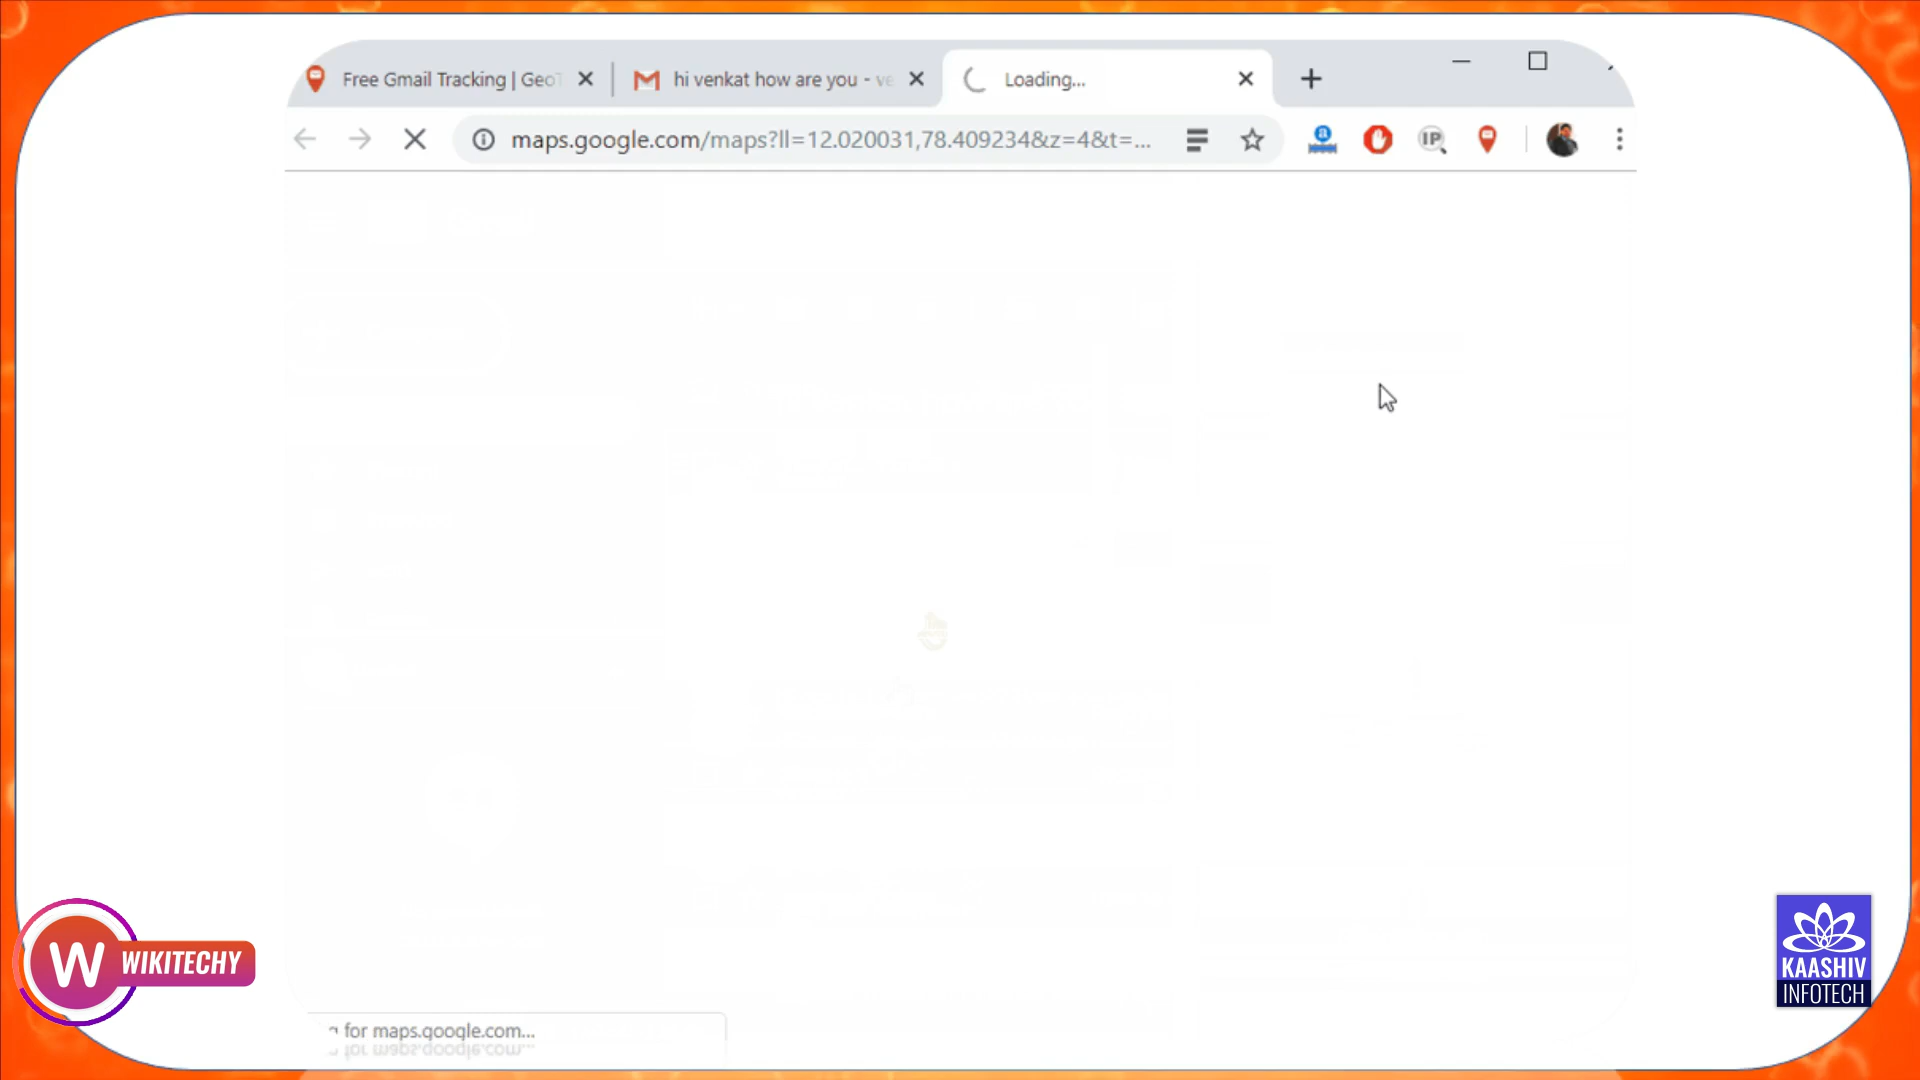 Free Gmail Tracking | Geo
hi venkat how are you - ve
Loading...
maps.google.com/maps?ll=12.020031,78.409234&z=4&t=...
a
IP
W WIKITECHY
KAASHIV
INFOTECH
for maps.google.com...